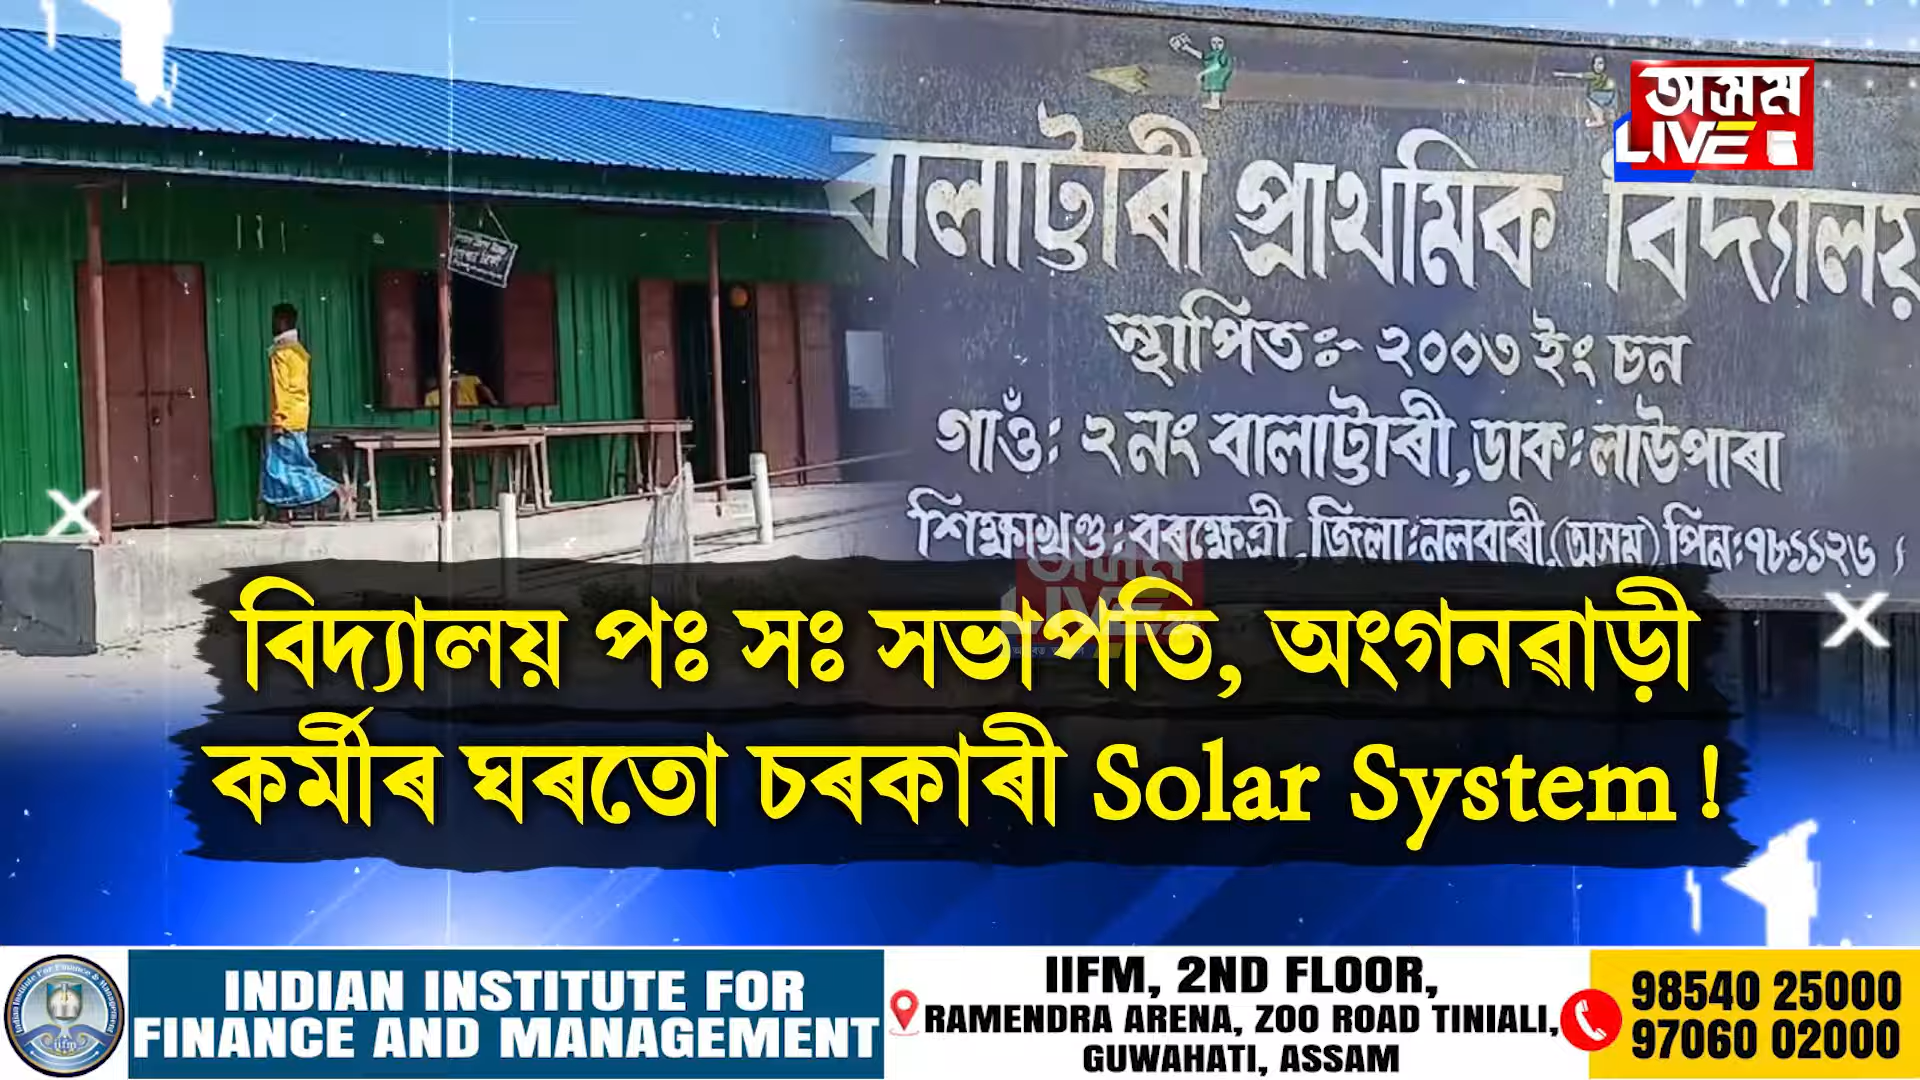 অসম
LIVE
বালাট্টাৰী প্ৰাথমিক বিদ্যালয়
স্থাপিতঃ- ২০০৩ ইং চন
গাওঁ: ২নং বালাট্টাৰী, ডাক: লাউপাৰা
শিক্ষাখণ্ড: বৰক্ষেত্ৰী, জিলা: নলবাৰী, (অসম) পিন: ৭৮১১২৬ ।
বিদ্যালয় পঃ সঃ সভাপতি, অংগনৱাড়ী
কৰ্মীৰ ঘৰতো চৰকাৰী Solar System !
INDIAN INSTITUTE FOR
FINANCE AND MANAGEMENT
IIFM, 2ND FLOOR,
RAMENDRA ARENA, ZOO ROAD TINIALI,
GUWAHATI, ASSAM
98540 25000
97060 02000